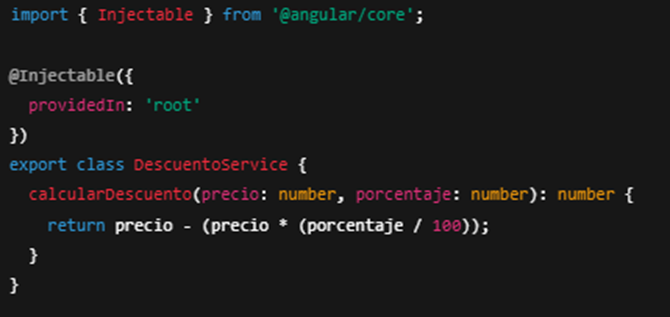 import { Injectable } from '@angular/core';
@Injectable({
providedIn: 'root'
})
export class DescuentoService {
calcularDescuento(precio: number, porcentaje: number): number {
return precio - (precio * (porcentaje / 100));
}
}